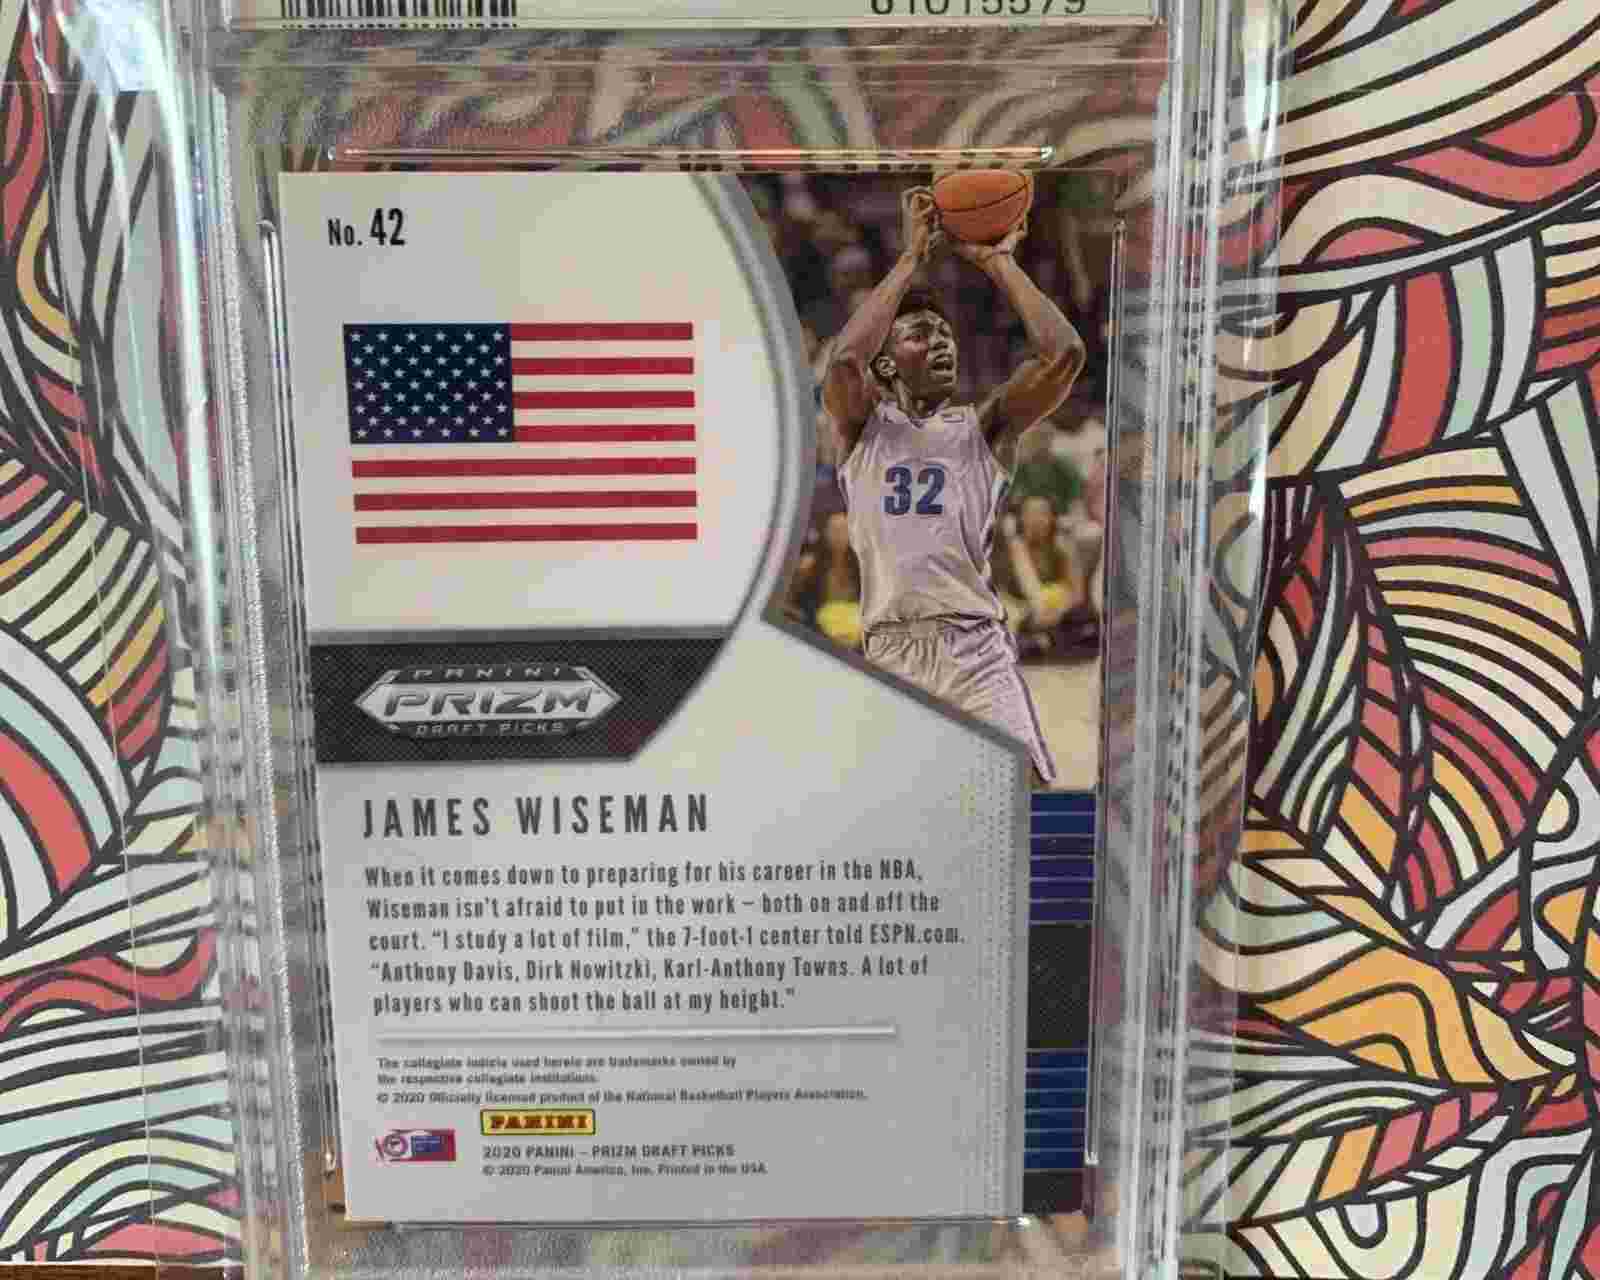 No. 42
32
PANINI
PRIZM
DRAFT PICKS
JAMES WISEMAN
When it comes down to preparing for his career in the NBA,
Wiseman isn't afraid to put in the work – both on and off the
court. “I study a lot of film,” the 7-foot-1 center told ESPN.com.
“Anthony Davis, Dirk Nowitzki, Karl-Anthony Towns. A lot of
players who can shoot the ball at my height.”
The collegiate indicia used herein are trademarks owned by
the respective collegiate institutions.
© 2020 Officially licensed product of the National Basketball Players Association.
PANINI
2020 PANINI – PRIZM DRAFT PICKS
© 2020 Panini America, Inc. Printed in the USA